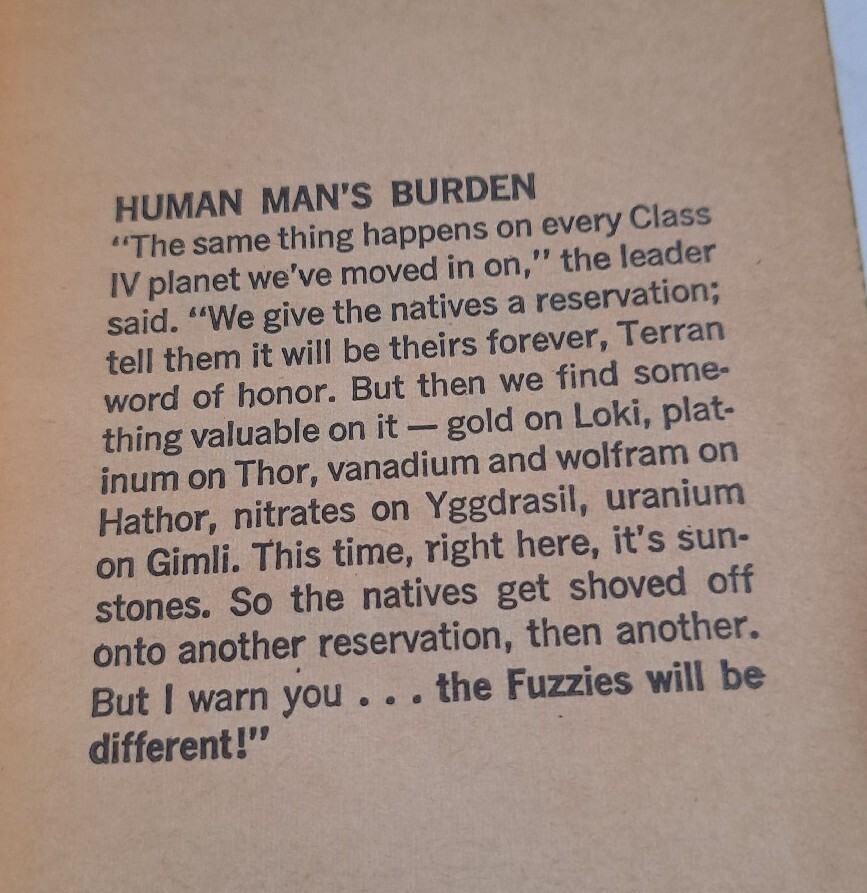 HUMAN MAN'S BURDEN
“The same thing happens on every Class
IV planet we've moved in on,” the leader
said. “We give the natives a reservation;
tell them it will be theirs forever, Terran
word of honor. But then we find some-
thing valuable on it — gold on Loki, plat-
inum on Thor, vanadium and wolfram on
Hathor, nitrates on Yggdrasil, uranium
on Gimli. This time, right here, it's sun-
stones. So the natives get shoved off
onto another reservation, then another.
But I warn you . . . the Fuzzies will be
different!”